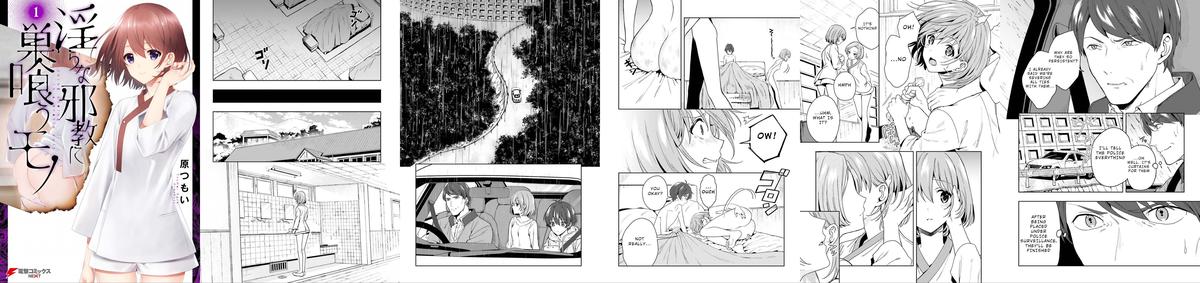 1
淫らな邪教に
巣喰うモノ
原つもい
電撃コミックス
NEXT
OW!
YOU
OKAY?
OUCH
NOT
REALLY...
IT'S
NOTHING
HMTH
UMM,
WHAT IS
IT?
OH!
...NO
WHY ARE
THEY SO
PERSISTENT?
I ALREADY
SAID WE'RE
SEVERING
ALL TIES
WITH THEM...
I'LL TELL
THE POLICE
EVERYTHING
...OH
WELL. IT'S
CURTAINS
FOR THEM
AFTER
BEING
PLACED
UNDER
POLICE
SURVEILLANCE,
THEY'LL BE
FINISHED